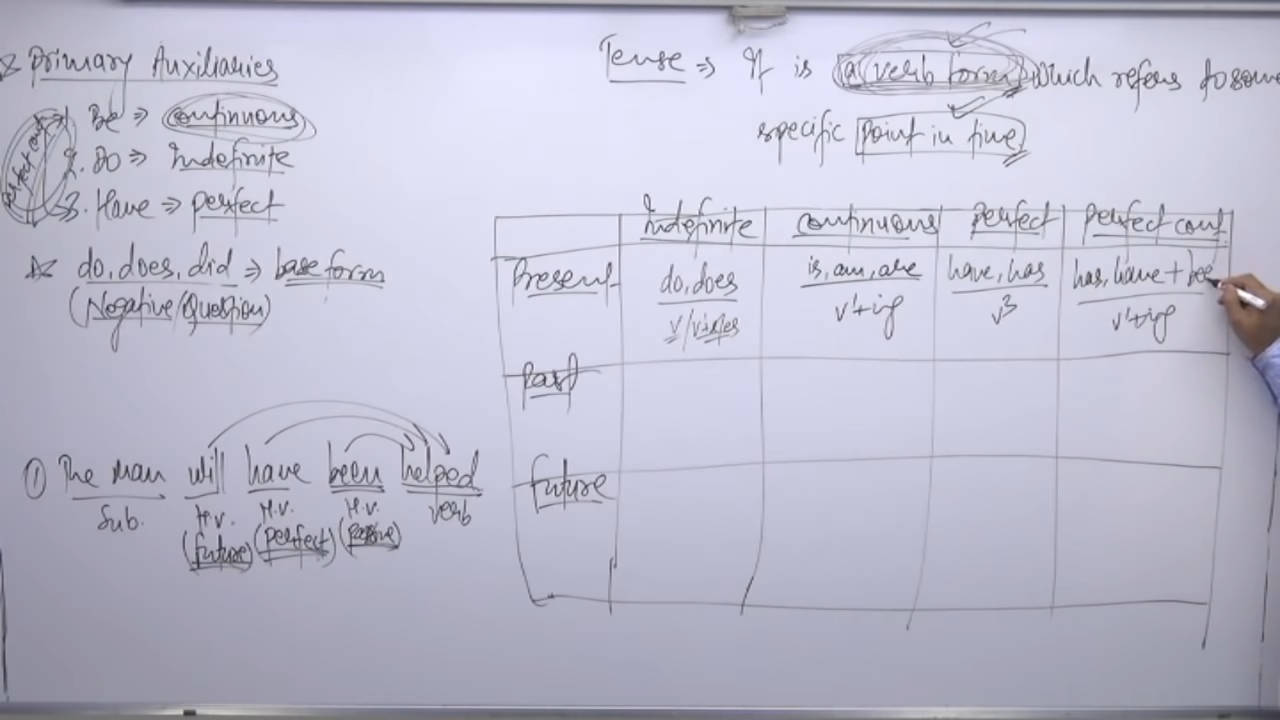 Primary Auxiliaries
1. Be ⇒ continuous
2. Do ⇒ Indefinite
3. Have ⇒ perfect
perfect cont
do, does, did ⇒ base form
(Negative/Question)
① The man will have been helped
Sub. H.v. H.v. H.v. verb
(future) (perfect) (passive)
Tense ⇒ It is a verb form which refers to some
specific point in time
Indefinite continuous perfect perfect cont.
Present do, does is, am, are have, has has, have + bee
v'+ing v³ v'+ing
Past
future